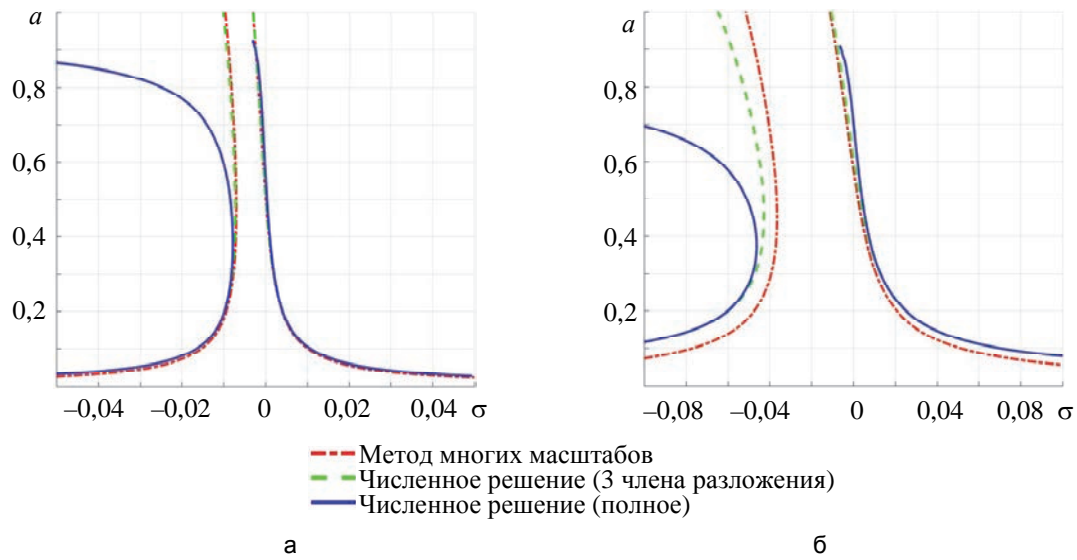 a
0,8
0,6
0,4
0,2
–0,04 –0,02 0 0,02 0,04 σ
a
0,8
0,6
0,4
0,2
–0,08 –0,04 0 0,04 0,08 σ
Метод многих масштабов
Численное решение (3 члена разложения)
Численное решение (полное)
а б